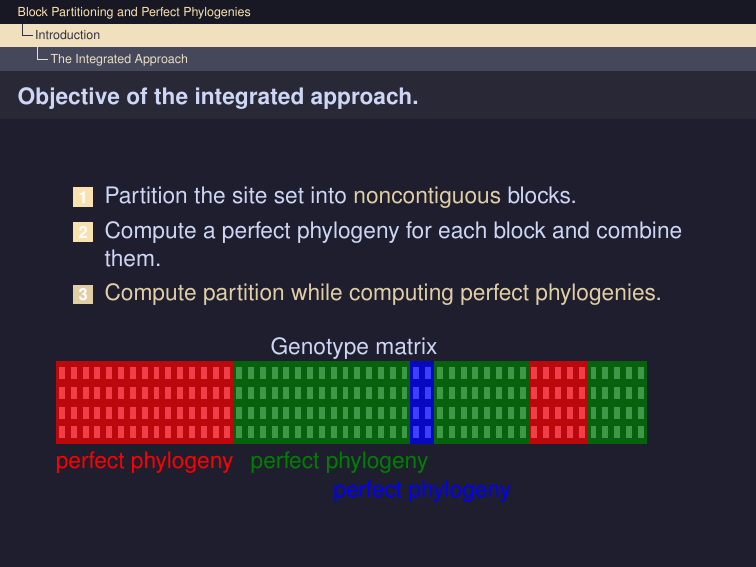 Block Partitioning and Perfect Phylogenies
Introduction
The Integrated Approach
Objective of the integrated approach.
1 Partition the site set into noncontiguous blocks.
2 Compute a perfect phylogeny for each block and combine
them.
3 Compute partition while computing perfect phylogenies.
Genotype matrix
perfect phylogeny perfect phylogeny
perfect phylogeny